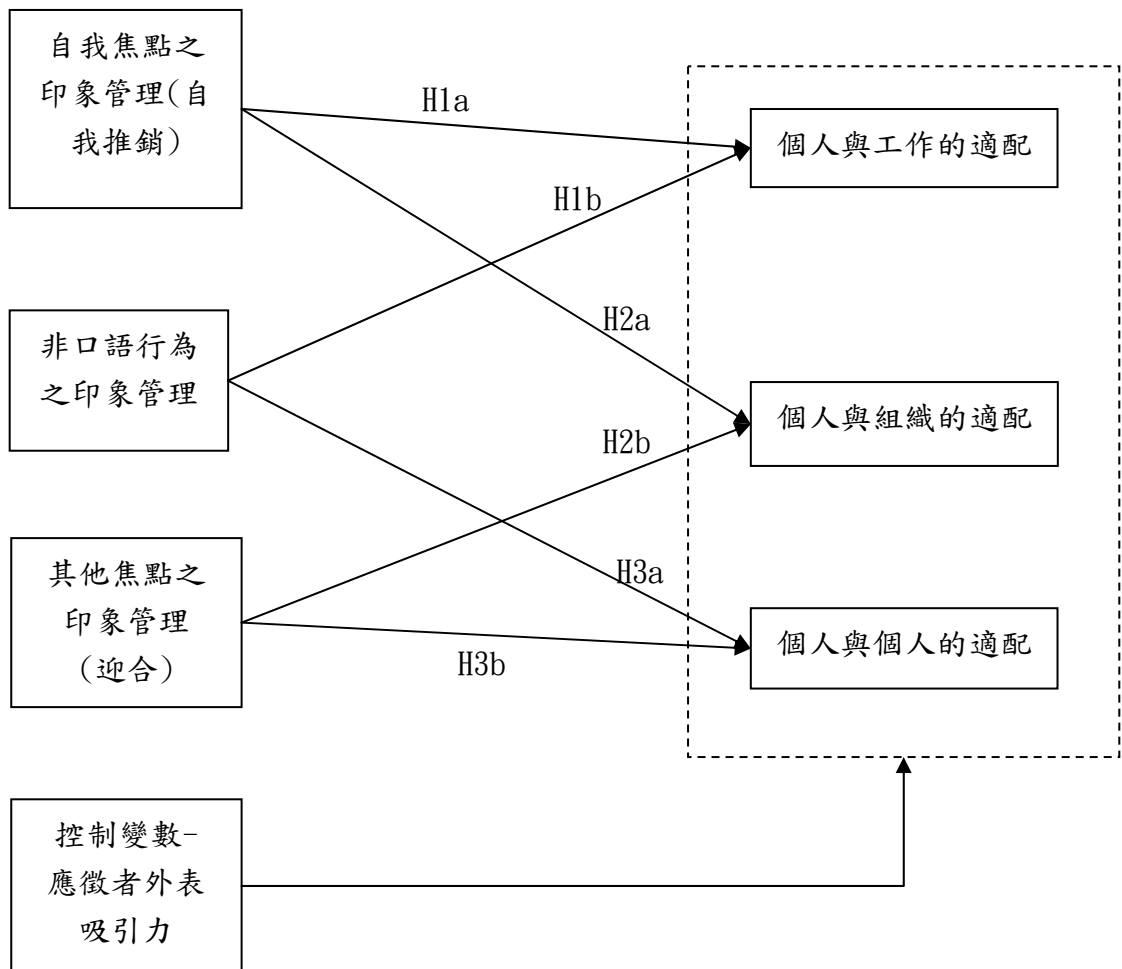 自我焦點之
印象管理(自
我推銷)
H1a
個人與工作的適配
H1b
非口語行為
之印象管理
H2a
個人與組織的適配
H2b
其他焦點之
印象管理
(迎合)
H3a
個人與個人的適配
H3b
控制變數-
應徵者外表
吸引力